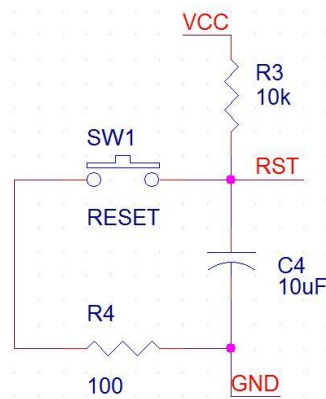 VCC
R3
10k
SW1
RST
RESET
C4
10uF
R4
GND
100